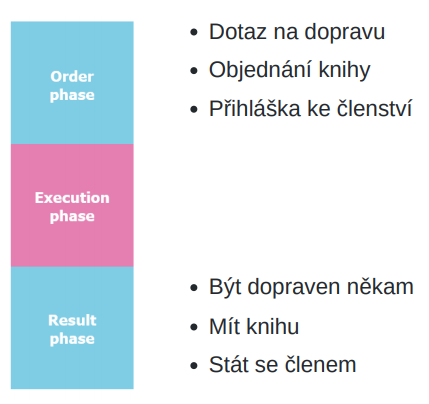 Order
phase
• Dotaz na dopravu
• Objednání knihy
• Přihláška ke členství
Execution
phase
Result
phase
• Být dopraven někam
• Mít knihu
• Stát se členem